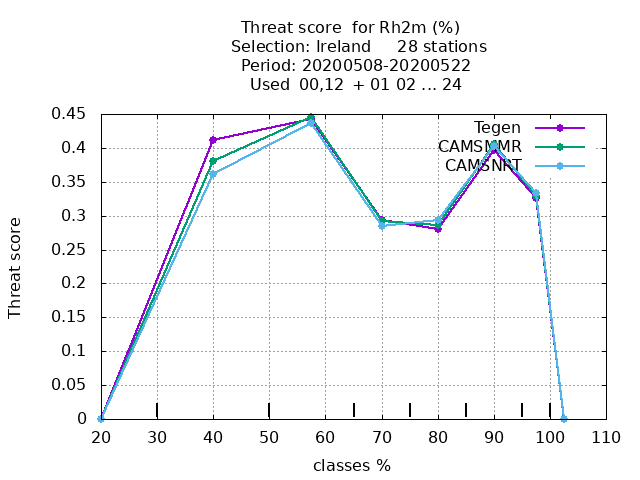 Threat score  for Rh2m (%)
Selection: Ireland     28 stations
Period: 20200508-20200522
Used  00,12  + 01 02 ... 24
Tegen
CAMSMMR
CAMSNRT
Threat score
0.45
0.4
0.35
0.3
0.25
0.2
0.15
0.1
0.05
0
20 30 40 50 60 70 80 90 100 110
classes %